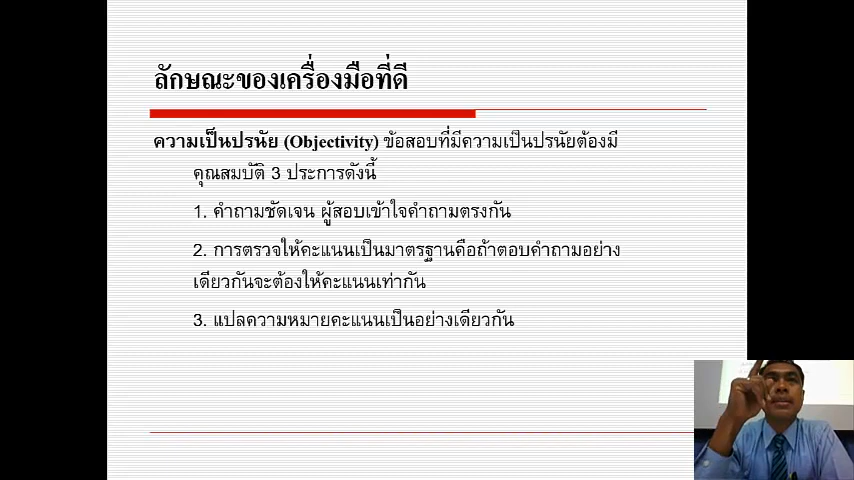 ลักษณะของเครื่องมือที่ดี
ความเป็นปรนัย (Objectivity) ข้อสอบที่มีความเป็นปรนัยต้องมี
คุณสมบัติ 3 ประการดังนี้
1. คำถามชัดเจน ผู้สอบเข้าใจคำถามตรงกัน
2. การตรวจให้คะแนนเป็นมาตรฐานคือถ้าตอบคำถามอย่าง
เดียวกันจะต้องให้คะแนนเท่ากัน
3. แปลความหมายคะแนนเป็นอย่างเดียวกัน